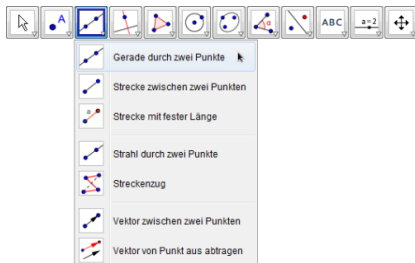 A
α
ABC
a=2
Gerade durch zwei Punkte
Strecke zwischen zwei Punkten
a
Strecke mit fester Länge
Strahl durch zwei Punkte
Streckenzug
Vektor zwischen zwei Punkten
Vektor von Punkt aus abtragen